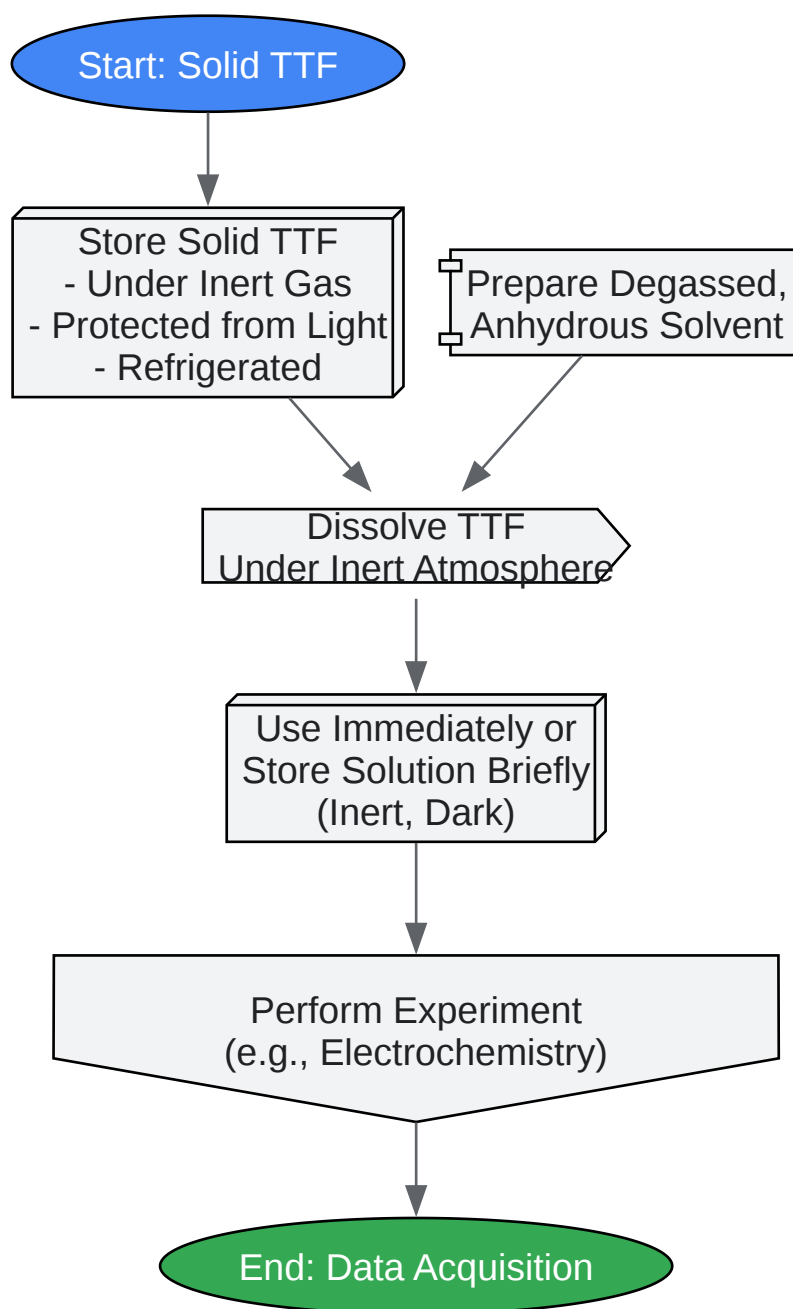 Start: Solid TTF
Store Solid TTF
- Under Inert Gas
- Protected from Light
- Refrigerated
Prepare Degassed,
Anhydrous Solvent
Dissolve TTF
Under Inert Atmosphere
Use Immediately or
Store Solution Briefly
(Inert, Dark)
Perform Experiment
(e.g., Electrochemistry)
End: Data Acquisition